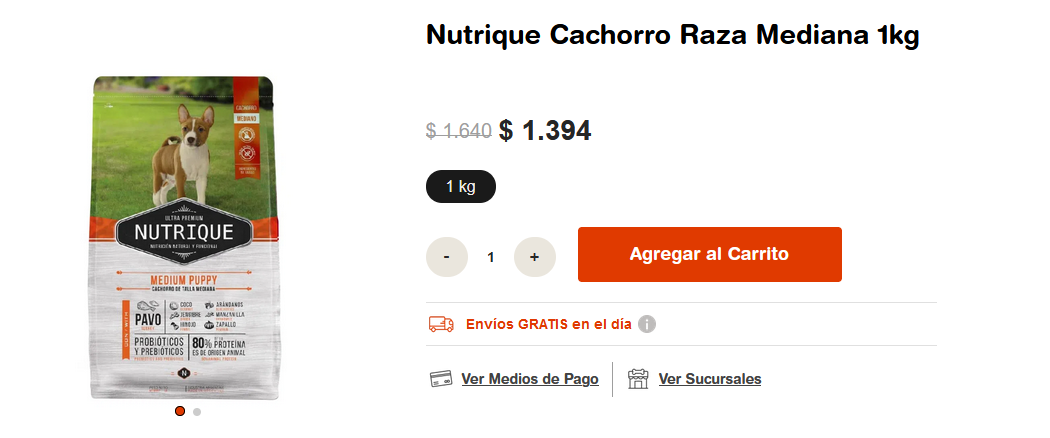 Nutrique Cachorro Raza Mediana 1kg
$ 1.640 $ 1.394
1 kg
- 1 +
Agregar al Carrito
Envíos GRATIS en el día
Ver Medios de Pago
Ver Sucursales
CACHORRO
MEDIANO
ULTRA PREMIUM
NUTRIQUE
NUTRICIÓN NATURAL Y FUNCIONAL
MEDIUM PUPPY
CACHORRO DE TALLA MEDIANA
PAVO
COCO
JENGIBRE
HINOJO
ARÁNDANOS
MANZANILLA
ZAPALLO
PROBIÓTICOS
Y PREBIÓTICOS
80% PROTEÍNA
ES DE ORIGEN ANIMAL
N